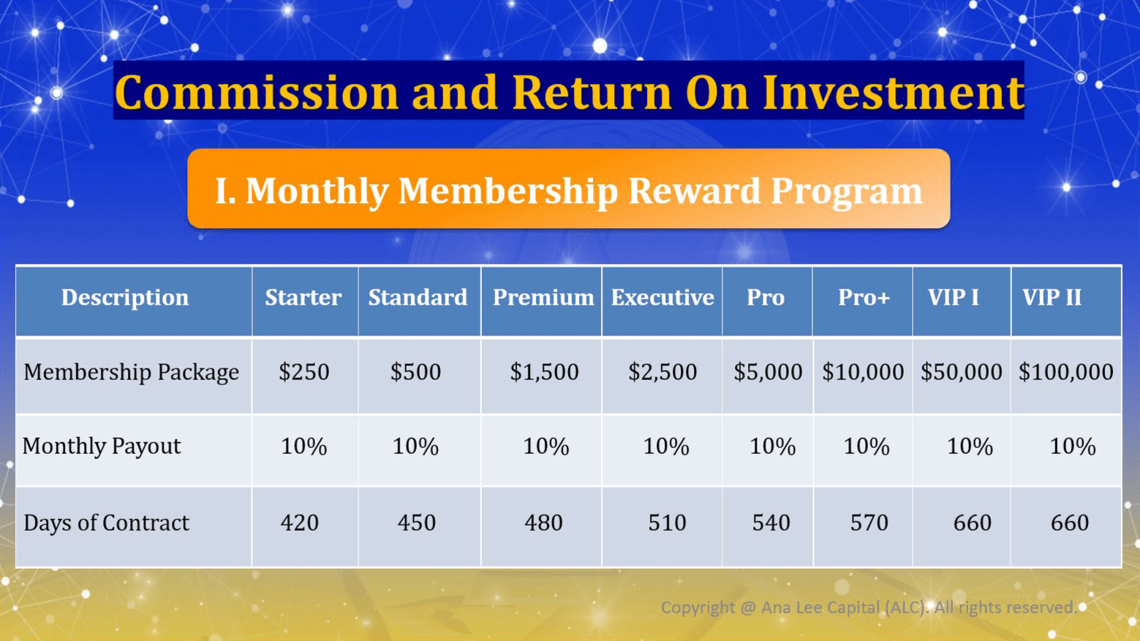 Commission and Return On Investment
I. Monthly Membership Reward Program
Description Starter Standard Premium Executive Pro Pro+ VIP I VIP II
Membership Package $250 $500 $1,500 $2,500 $5,000 $10,000 $50,000 $100,000
Monthly Payout 10% 10% 10% 10% 10% 10% 10% 10%
Days of Contract 420 450 480 510 540 570 660 660
Copyright @ Ana Lee Capital (ALC). All rights reserved.